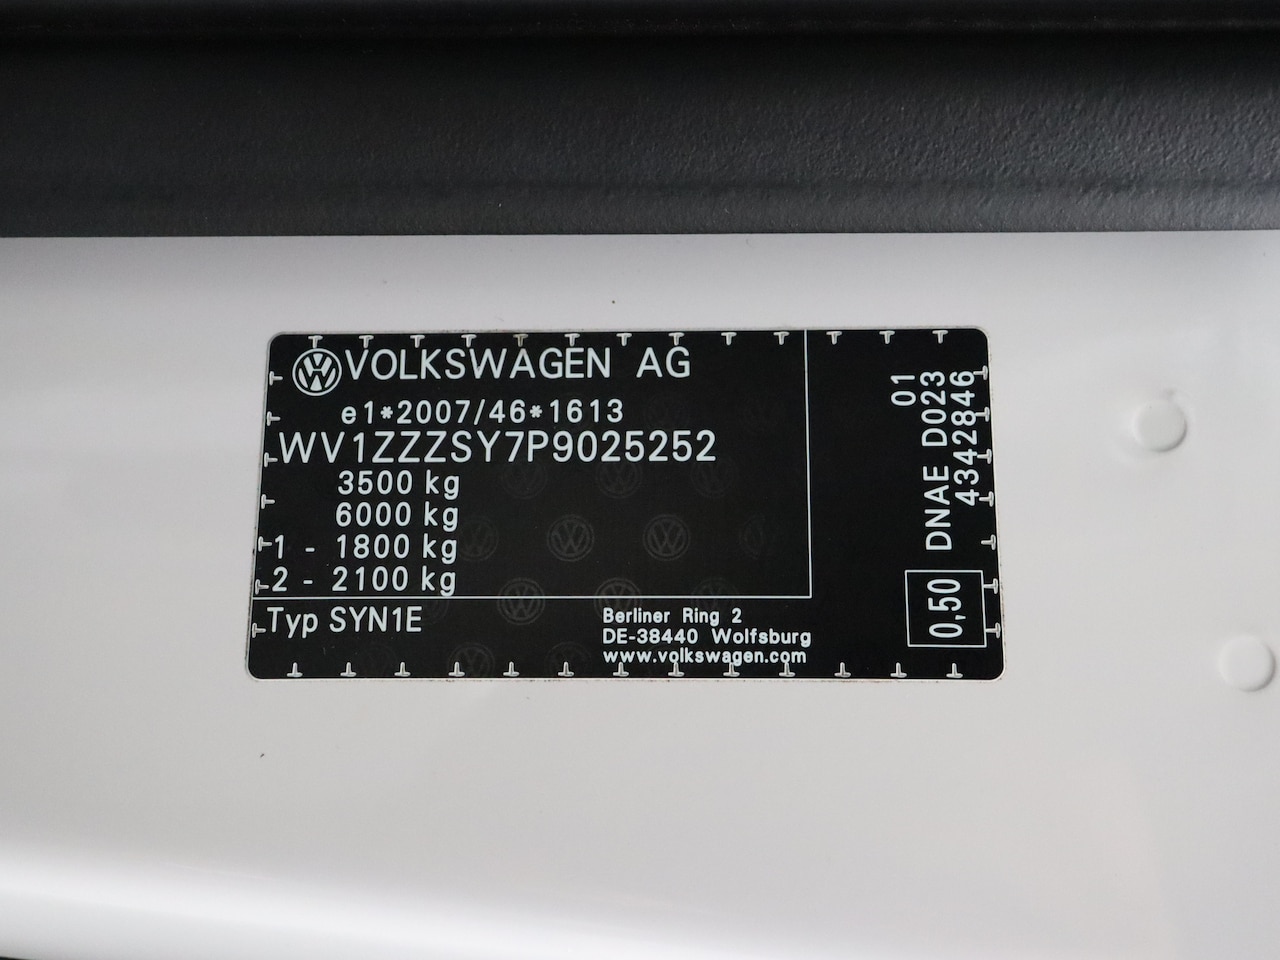 VOLKSWAGEN AG
e1*2007/46*1613
WV1ZZZSY7P9025252
3500 kg
6000 kg
1 - 1800 kg
2 - 2100 kg
Typ SYN1E
Berliner Ring 2
DE-38440 Wolfsburg
www.volkswagen.com
01
DNAE D023
4342846
0,50